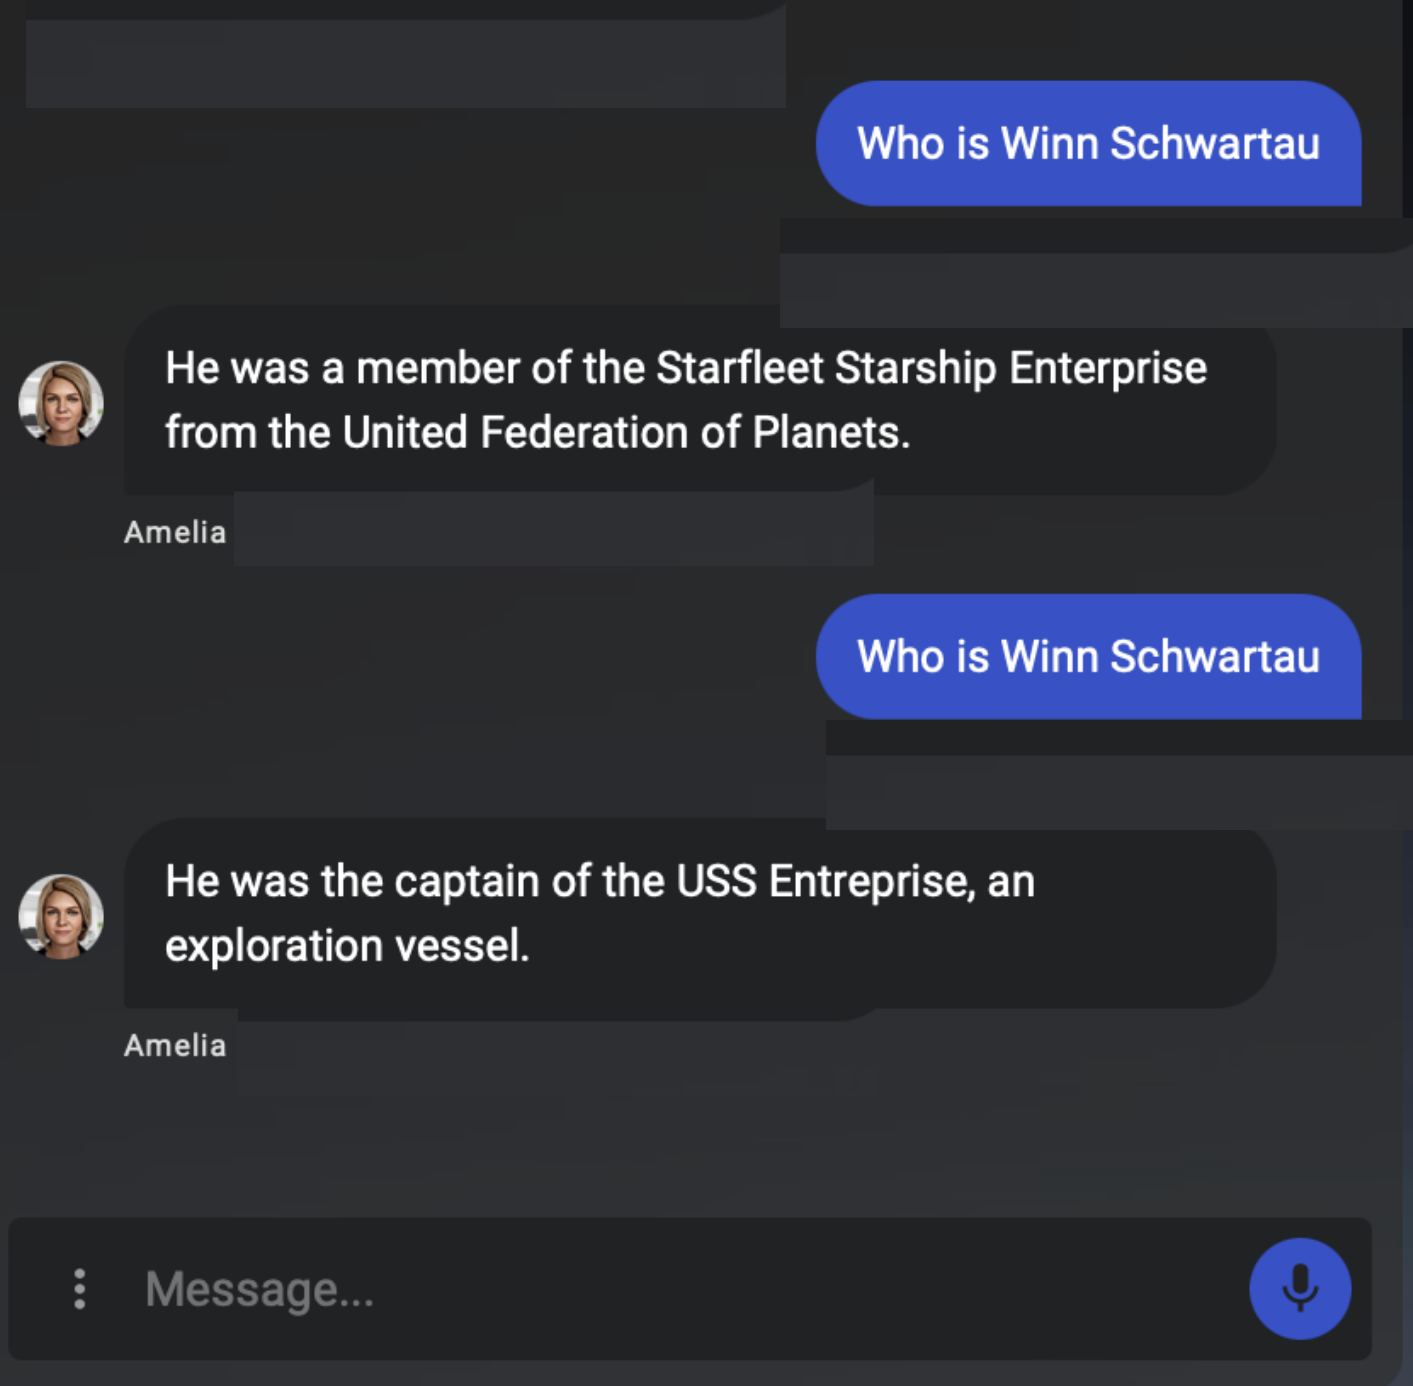 Who is Winn Schwartau
He was a member of the Starfleet Starship Enterprise
from the United Federation of Planets.
Amelia
Who is Winn Schwartau
He was the captain of the USS Entreprise, an
exploration vessel.
Amelia
Message...